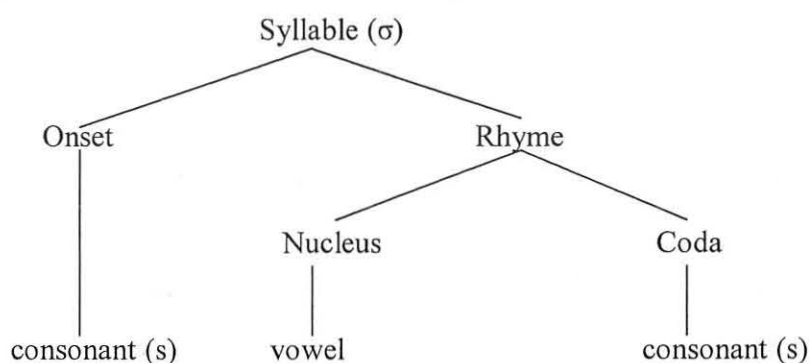 Syllable (σ)
Onset Rhyme
Nucleus Coda
consonant (s) vowel consonant (s)